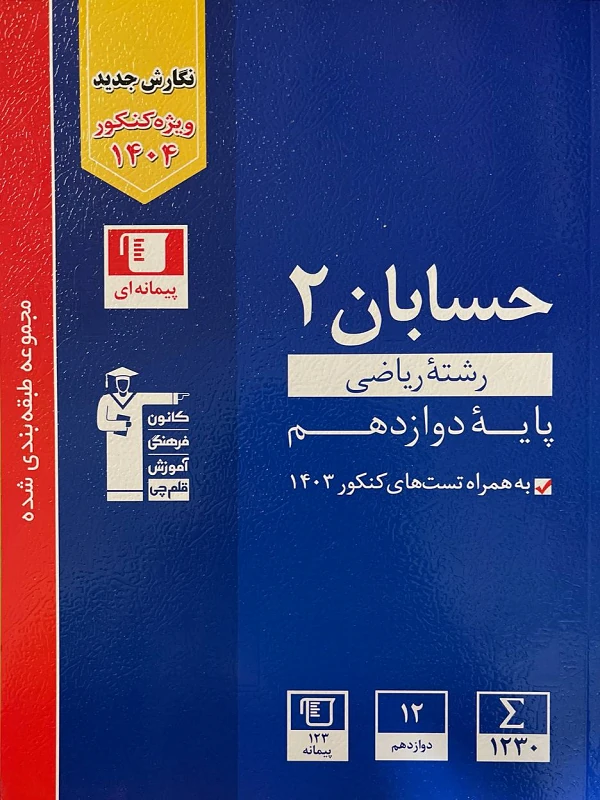 نگارش جدید
ویژه کنکور
۱۴۰۴
پیمانه‌ای
حسابان ۲
رشتهٔ ریاضی
پایهٔ دوازدهم
به همراه تست‌های کنکور ۱۴۰۳
کانون
فرهنگی
آموزش
قلم‌چی
مجموعه طبقه‌بندی شده
۱۲۳
پیمانه
۱۲
دوازدهم
Σ
۱۲۳۰